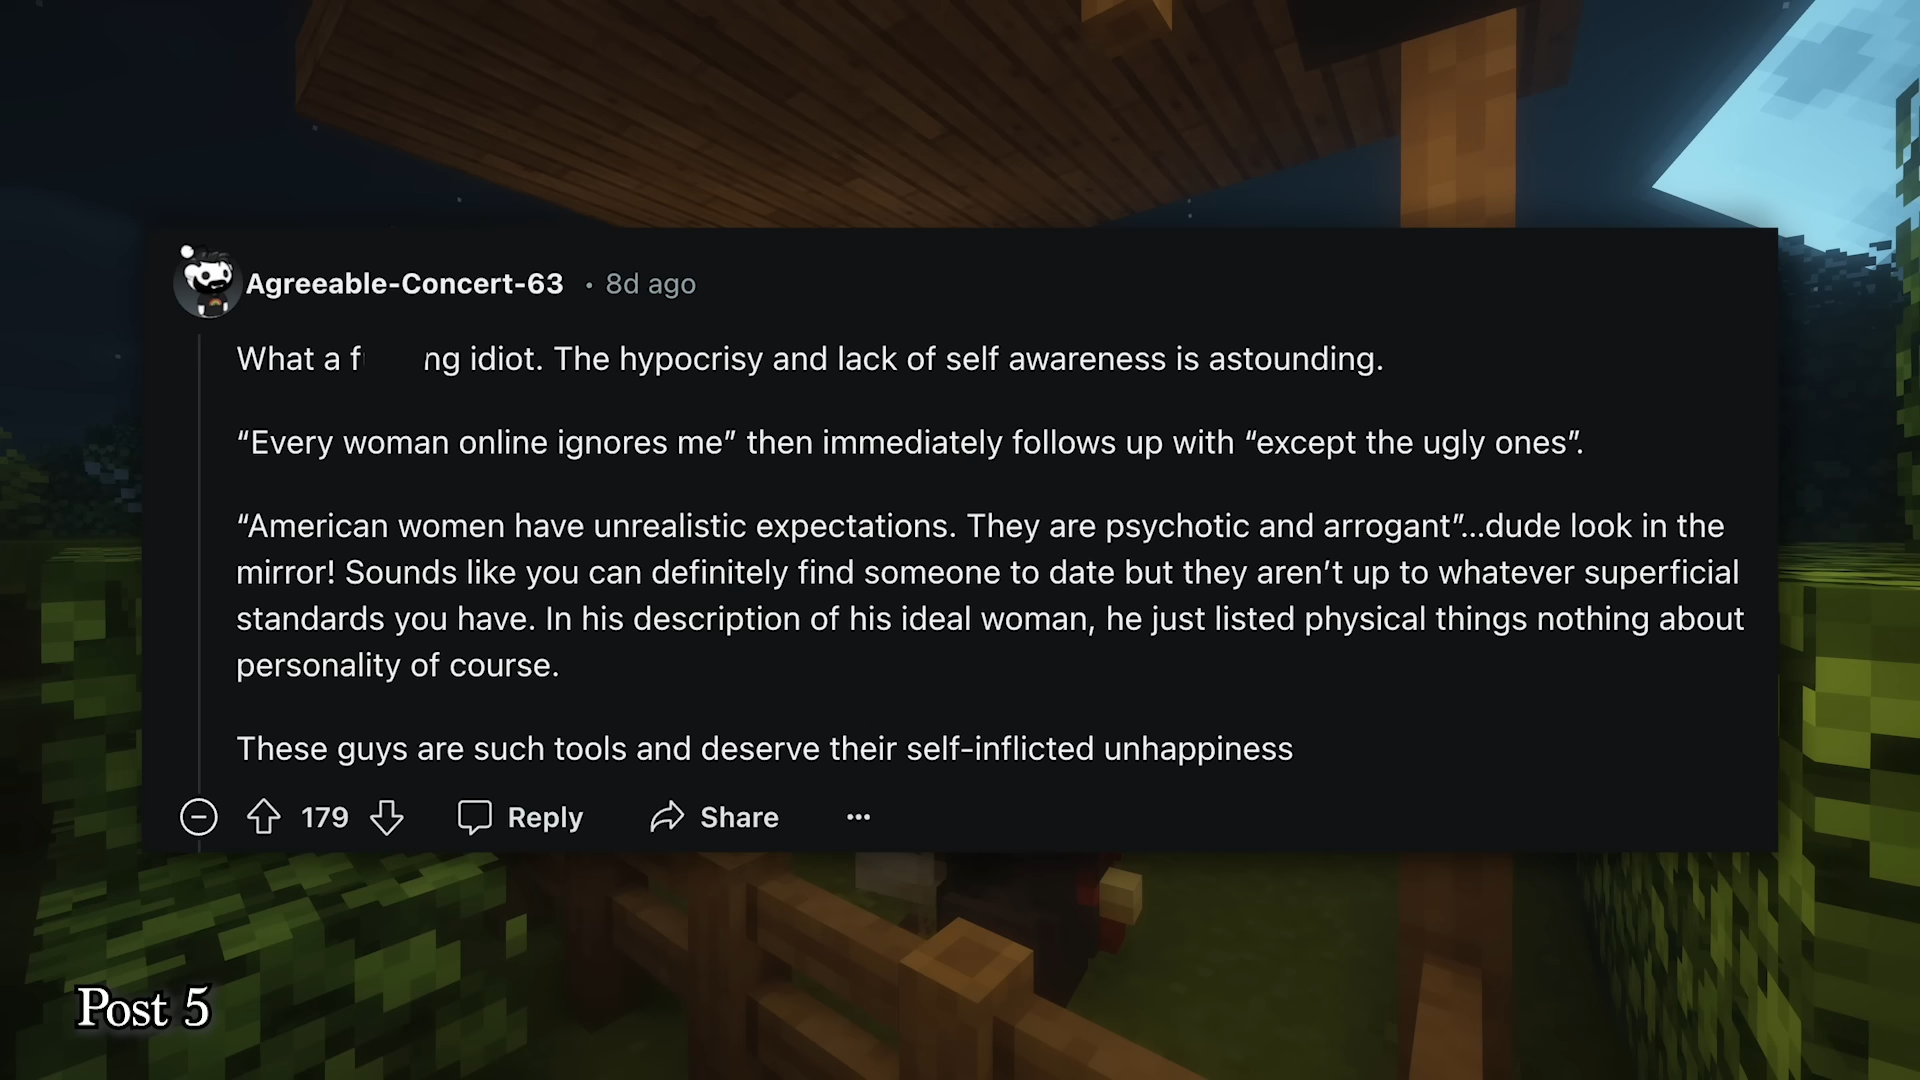 Agreeable-Concert-63 • 8d ago
What a f ng idiot. The hypocrisy and lack of self awareness is astounding.
“Every woman online ignores me” then immediately follows up with “except the ugly ones”.
“American women have unrealistic expectations. They are psychotic and arrogant”...dude look in the
mirror! Sounds like you can definitely find someone to date but they aren’t up to whatever superficial
standards you have. In his description of his ideal woman, he just listed physical things nothing about
personality of course.
These guys are such tools and deserve their self-inflicted unhappiness
179 Reply Share ...
Post 5